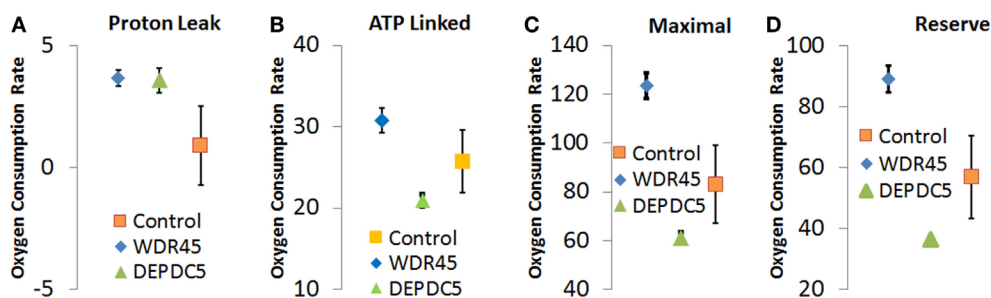 A Proton Leak
Oxygen Consumption Rate
5
0
-5
Control
WDR45
DEPDC5
B ATP Linked
Oxygen Consumption Rate
40
30
20
10
Control
WDR45
DEPDC5
C Maximal
Oxygen Consumption Rate
140
120
100
80
60
40
Control
WDR45
DEPDC5
D Reserve
Oxygen Consumption Rate
100
80
60
40
20
Control
WDR45
DEPDC5